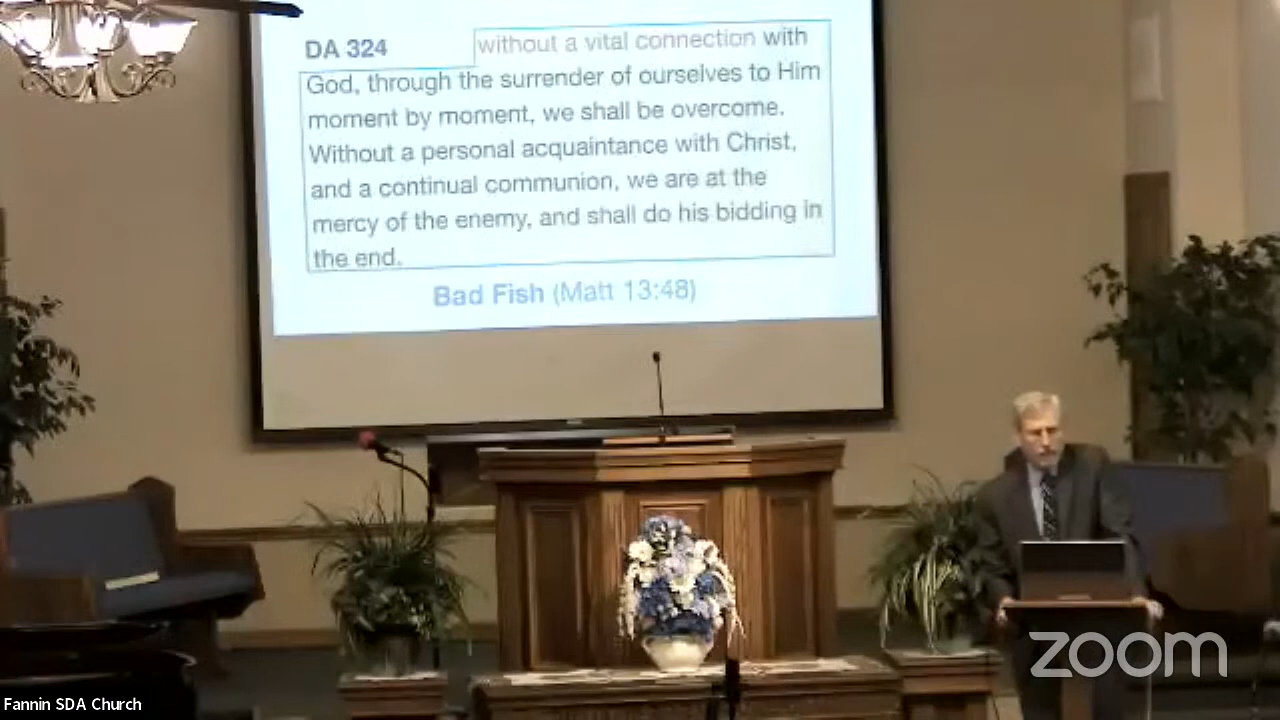 DA 324 without a vital connection with
God, through the surrender of ourselves to Him
moment by moment, we shall be overcome.
Without a personal acquaintance with Christ,
and a continual communion, we are at the
mercy of the enemy, and shall do his bidding in
the end.
Bad Fish (Matt 13:48)
zoom
Fannin SDA Church